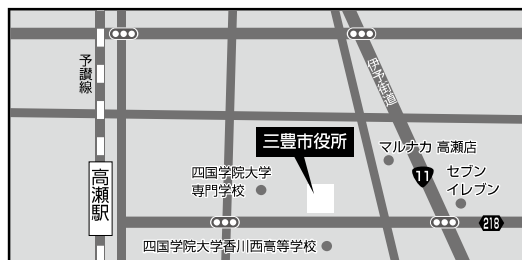 予讃線
伊予街道
三豊市役所
マルナカ 高瀬店
11
セブン
イレブン
四国学院大学
専門学校
高瀬駅
218
四国学院大学香川西高等学校